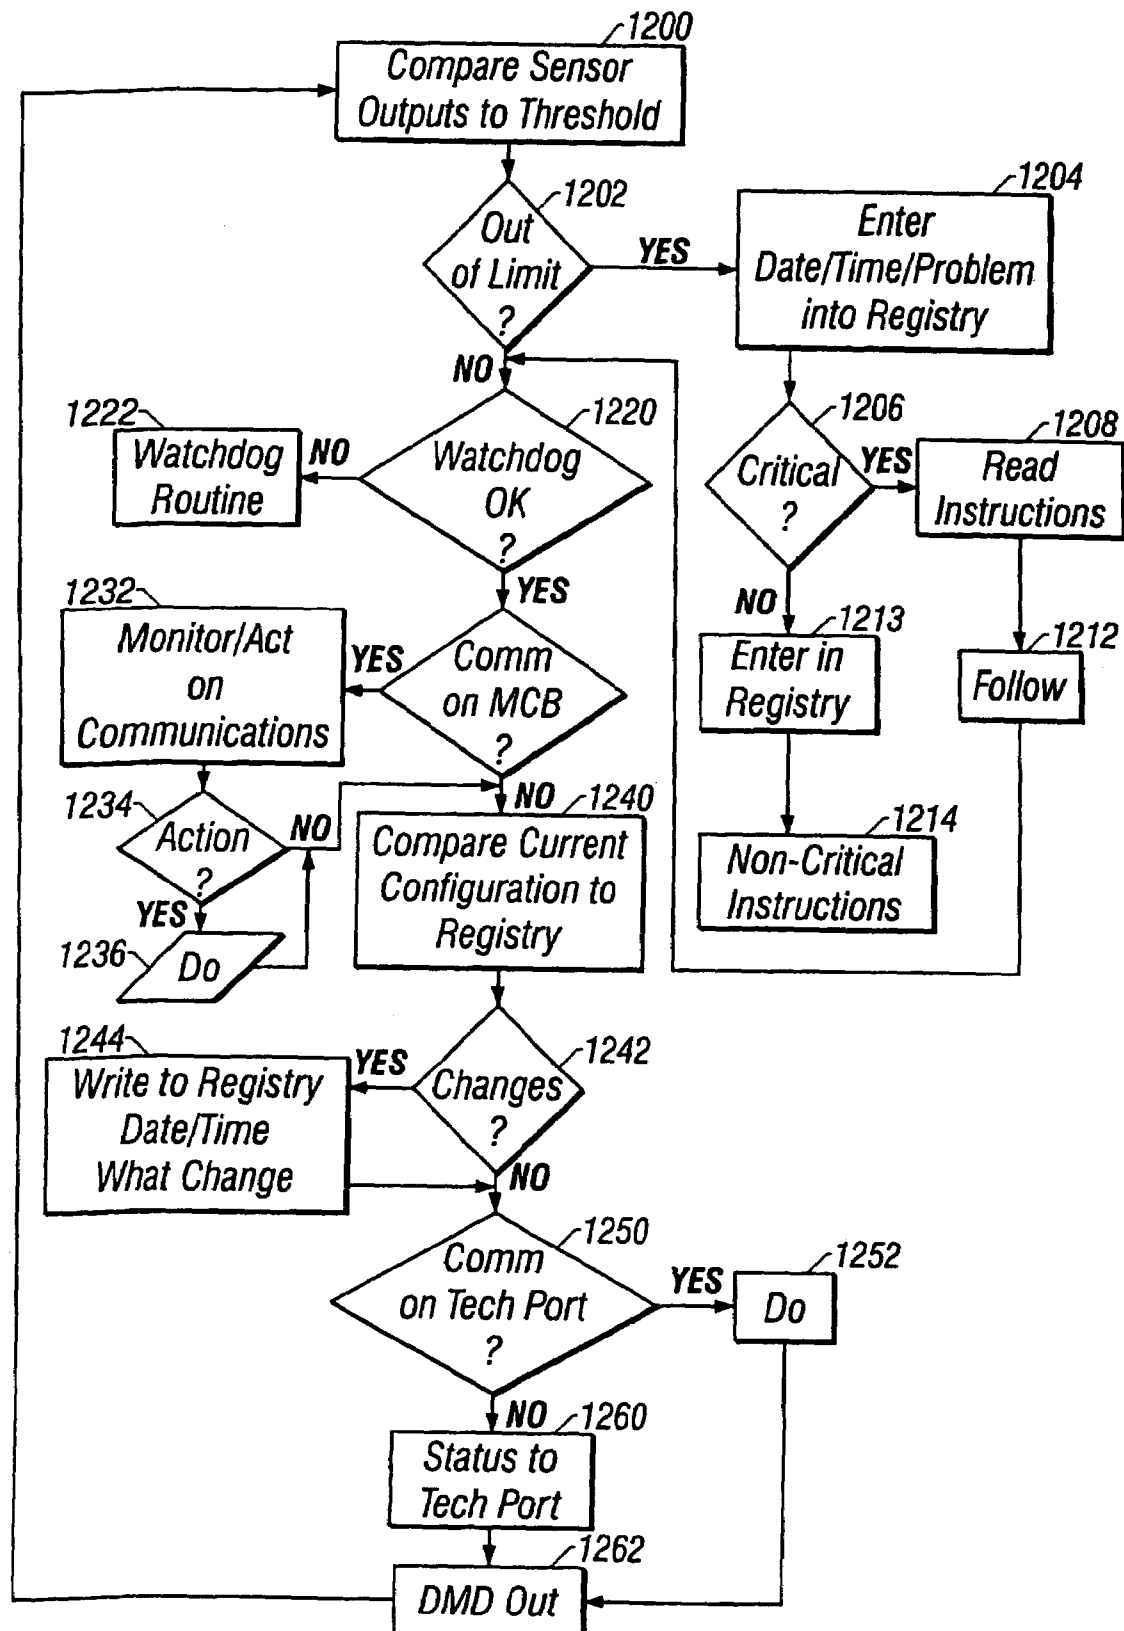 1200
Compare Sensor
Outputs to Threshold
1202
Out
of Limit
?
YES
1204
Enter
Date/Time/Problem
into Registry
NO
1206
Critical
?
YES
1208
Read
Instructions
1222
Watchdog
Routine
NO
1220
Watchdog
OK
?
YES
NO
1213
Enter in
Registry
1212
Follow
1232
Monitor/Act
on
Communications
YES
Comm
on MCB
?
NO
1234
Action
?
NO
YES
1236
Do
1240
Compare Current
Configuration to
Registry
1214
Non-Critical
Instructions
1244
Write to Registry
Date/Time
What Change
YES
1242
Changes
?
NO
1250
Comm
on Tech Port
?
YES
1252
Do
NO
1260
Status to
Tech Port
1262
DMD Out